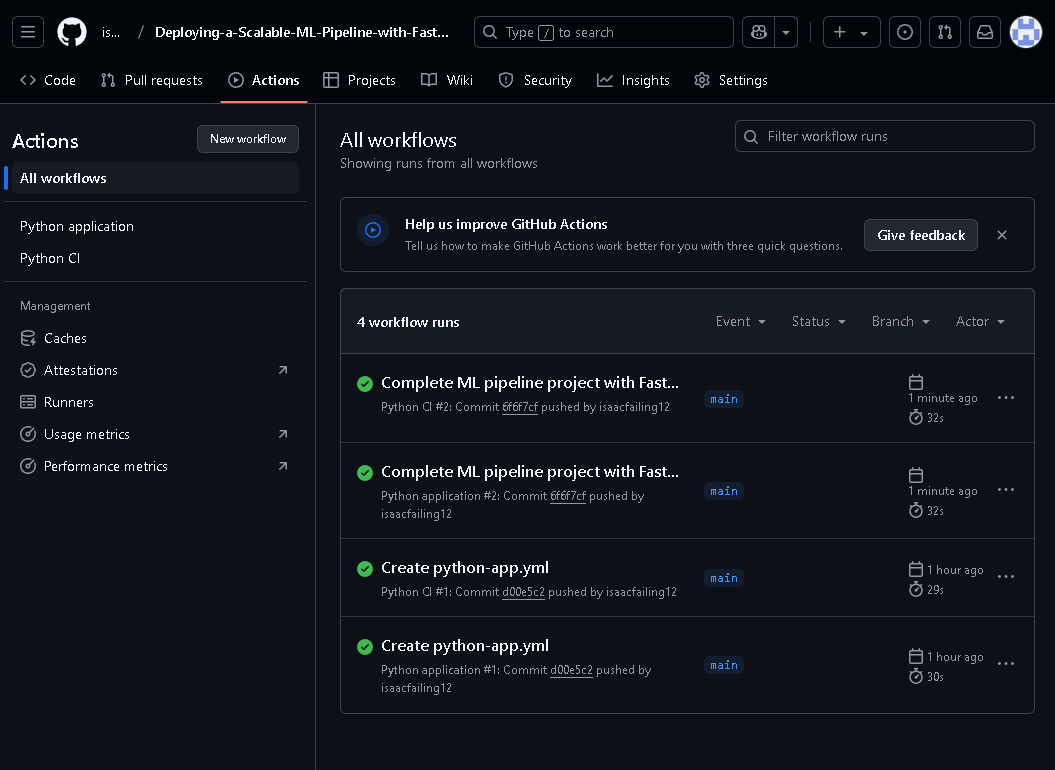 is... / Deploying-a-Scalable-ML-Pipeline-with-Fast...
Type / to search
Code Pull requests Actions Projects Wiki Security Insights Settings
Actions
New workflow
All workflows
Python application
Python CI
Management
Caches
Attestations
Runners
Usage metrics
Performance metrics
All workflows
Showing runs from all workflows
Filter workflow runs
Help us improve GitHub Actions
Tell us how to make GitHub Actions work better for you with three quick questions.
Give feedback
4 workflow runs
Event Status Branch Actor
Complete ML pipeline project with Fast...
Python CI #2: Commit 6f6f7cf pushed by isaacfailing12
main
1 minute ago
32s
Complete ML pipeline project with Fast...
Python application #2: Commit 6f6f7cf pushed by
isaacfailing12
main
1 minute ago
32s
Create python-app.yml
Python CI #1: Commit d00e5c2 pushed by isaacfailing12
main
1 hour ago
29s
Create python-app.yml
Python application #1: Commit d00e5c2 pushed by
isaacfailing12
main
1 hour ago
30s